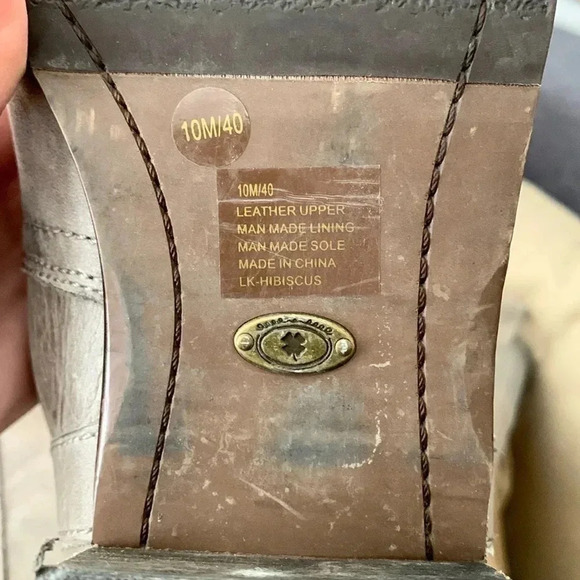 10M/40
10M/40
LEATHER UPPER
MAN MADE LINING
MAN MADE SOLE
MADE IN CHINA
LK-HIBISCUS